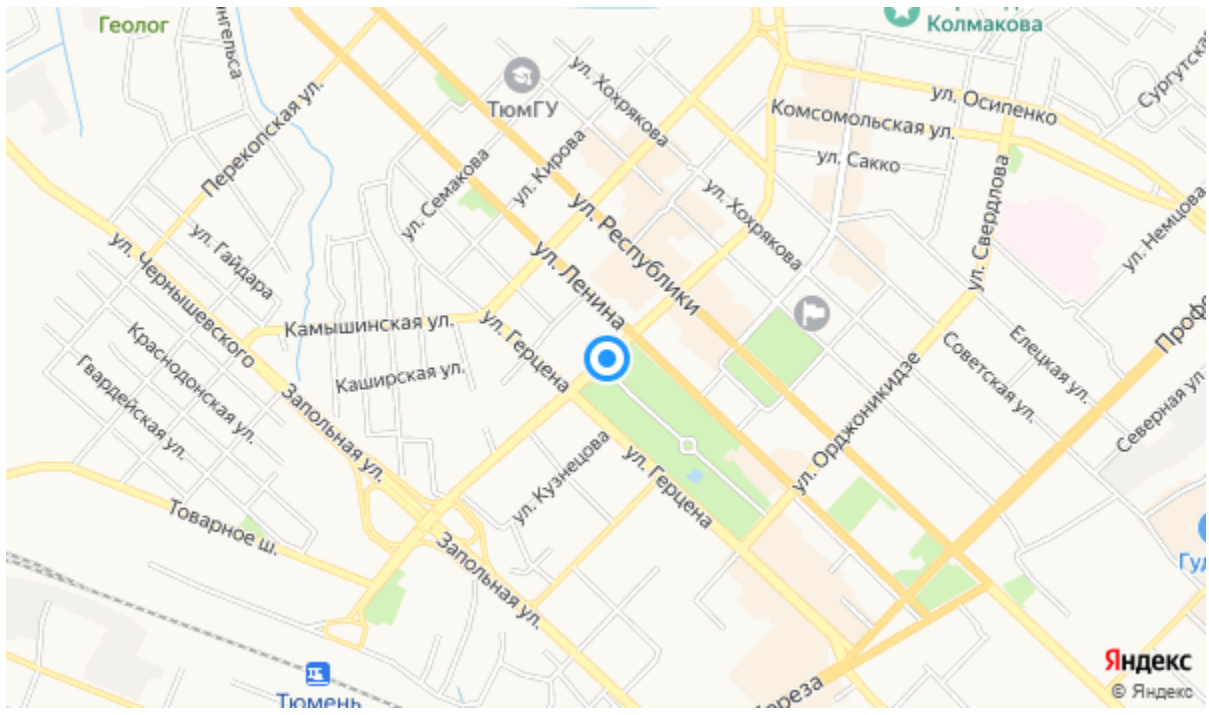 Геолог
Колмакова
Сургутская
ТюмГУ
ул. Хохрякова
ул. Осипенко
Комсомольская ул.
Перекопская ул.
ул. Семакова
ул. Кирова
ул. Сакко
ул. Хохрякова
ул. Свердлова
ул. Немцова
ул. Гайдара
ул. Республики
ул. Чернышевского
ул. Ленина
Камышинская ул.
ул. Герцена
Краснодонская ул.
Гвардейская ул.
Каширская ул.
Запольная ул.
Советская ул.
Елецкая ул.
Северная ул.
ул. Орджоникидзе
ул. Кузнецова
ул. Герцена
Товарное ш.
Запольная ул.
Тюмень
Яндекс
© Яндекс